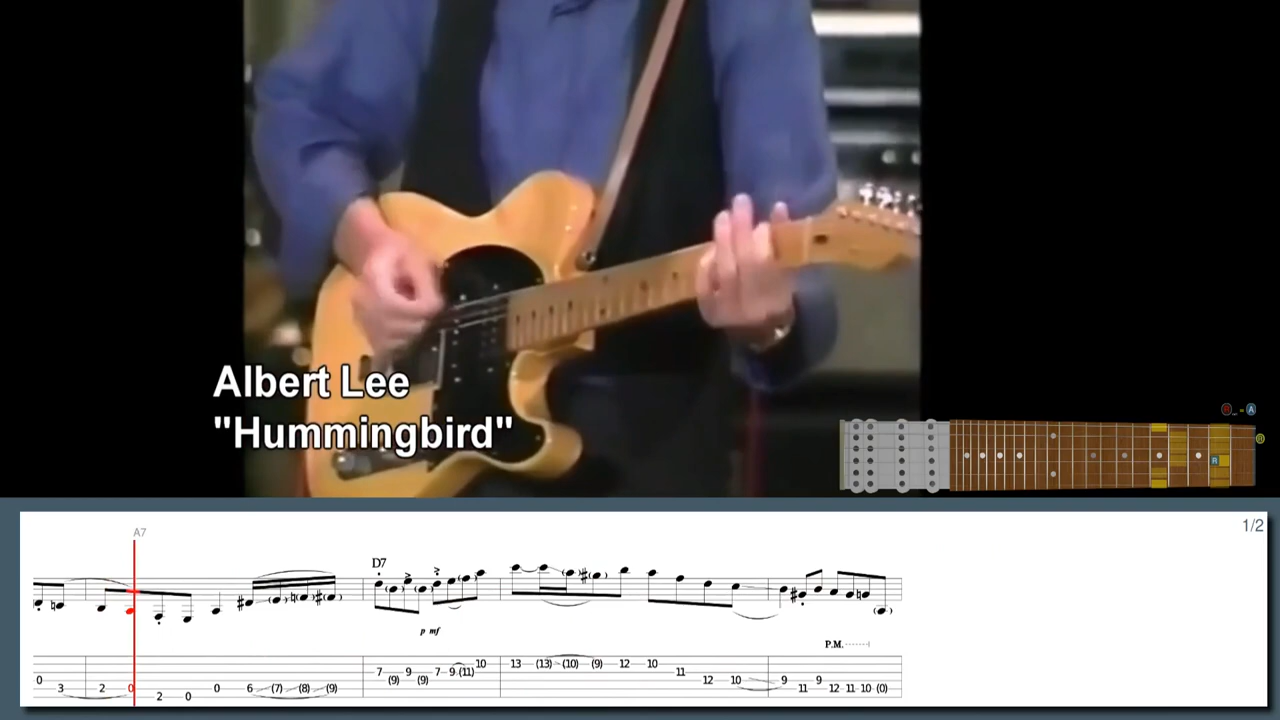 Albert Lee
"Hummingbird"
R = A
R
R
1/2
A7
D7
p mf
P.M.
0 3 2 0 2 0 0 6 (7) (8) (9) 7 (9) 9 (9) 7 9 (11) 10 13 (13) (10) (9) 12 10 11 12 10 9 11 9 12 11 10 (0)